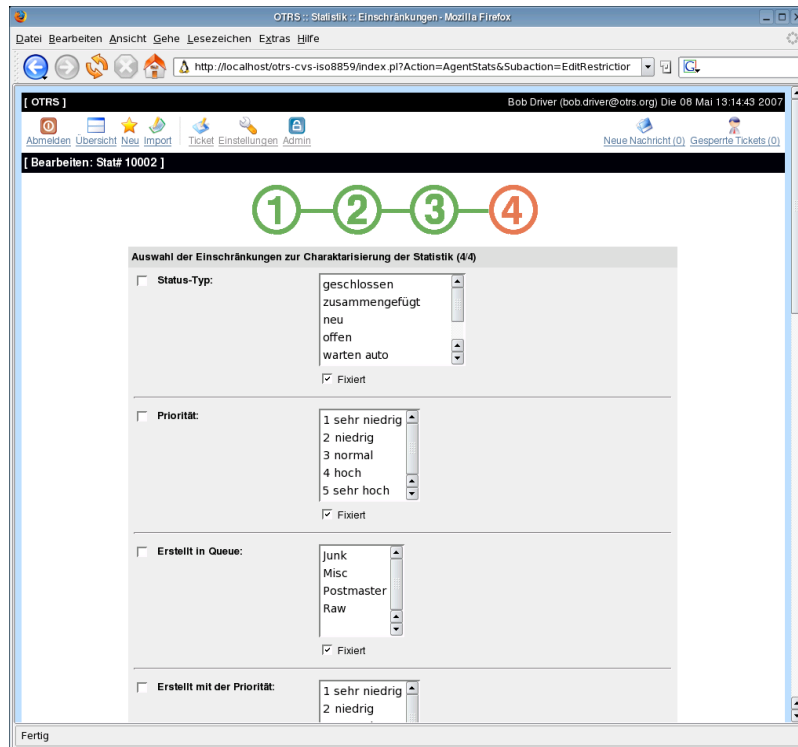 OTRS :: Statistik :: Einschränkungen - Mozilla Firefox
Datei Bearbeiten Ansicht Gehe Lesezeichen Extras Hilfe
http://localhost/otrs-cvs-iso8859/index.pl?Action=AgentStats&Subaction=EditRestriction
G
[ OTRS ] Bob Driver (bob.driver@otrs.org) Die 08 Mai 13:14:43 2007
Abmelden Übersicht Neu Import Ticket Einstellungen Admin Neue Nachricht (0) Gesperrte Tickets (0)
[ Bearbeiten: Stat# 10002 ]
1 2 3 4
Auswahl der Einschränkungen zur Charaktarisierung der Statistik (4/4)
Status-Typ:
geschlossen
zusammengefügt
neu
offen
warten auto
Fixiert
Priorität:
1 sehr niedrig
2 niedrig
3 normal
4 hoch
5 sehr hoch
Fixiert
Erstellt in Queue:
Junk
Misc
Postmaster
Raw
Fixiert
Erstellt mit der Priorität:
1 sehr niedrig
2 niedrig
Fertig